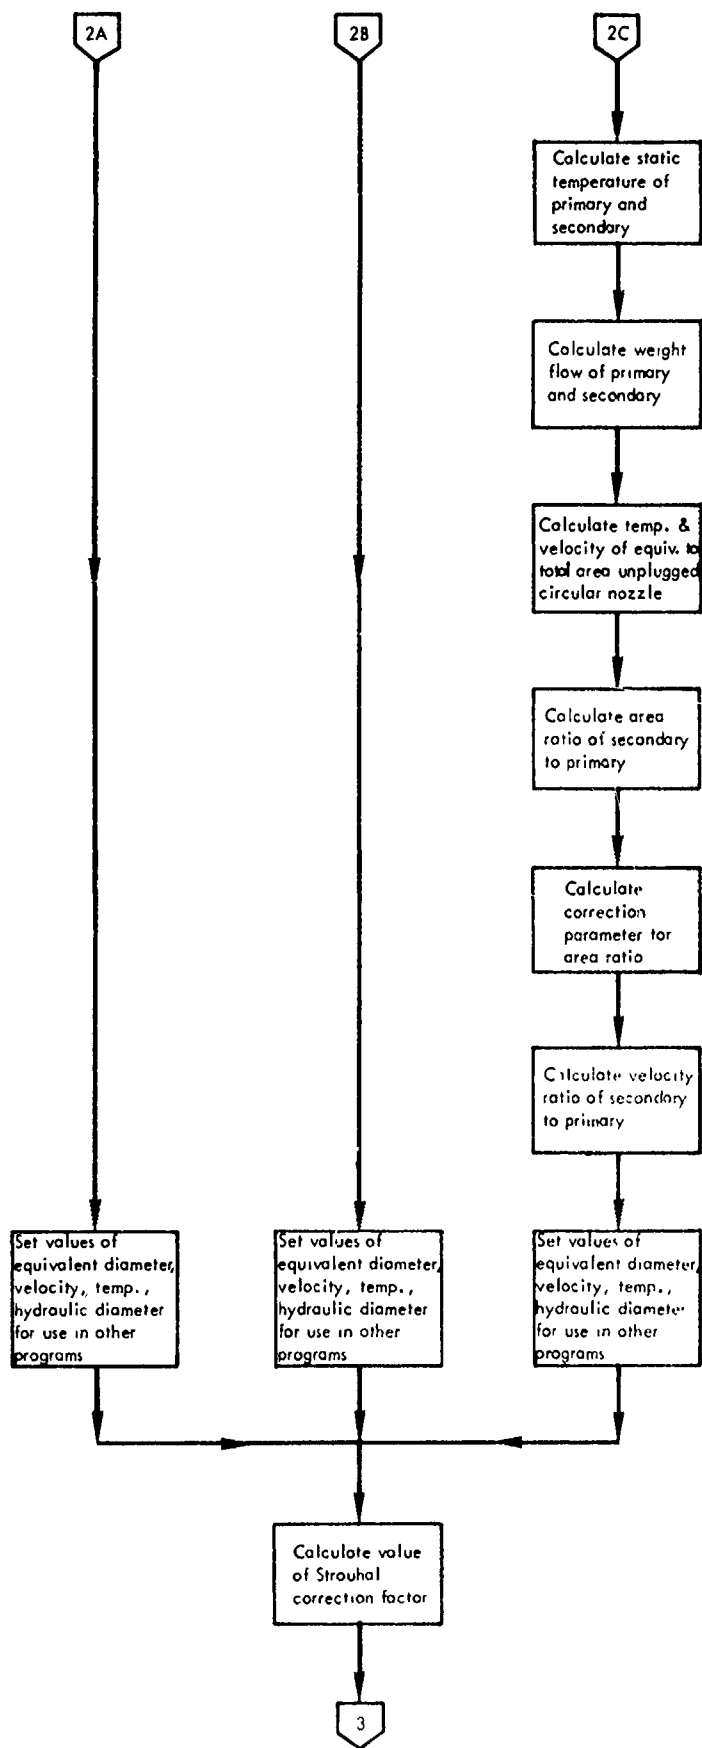 2A
2B
2C
Calculate static
temperature of
primary and
secondary
Calculate weight
flow of primary
and secondary
Calculate temp. &
velocity of equiv. to
total area unplugged
circular nozzle
Calculate area
ratio of secondary
to primary
Calculate
correction
parameter for
area ratio
Calculate velocity
ratio of secondary
to primary
Set values of
equivalent diameter,
velocity, temp.,
hydraulic diameter
for use in other
programs
Set values of
equivalent diameter,
velocity, temp.,
hydraulic diameter
for use in other
programs
Set values of
equivalent diameter,
velocity, temp.,
hydraulic diameter
for use in other
programs
Calculate value
of Strouhal
correction factor
3